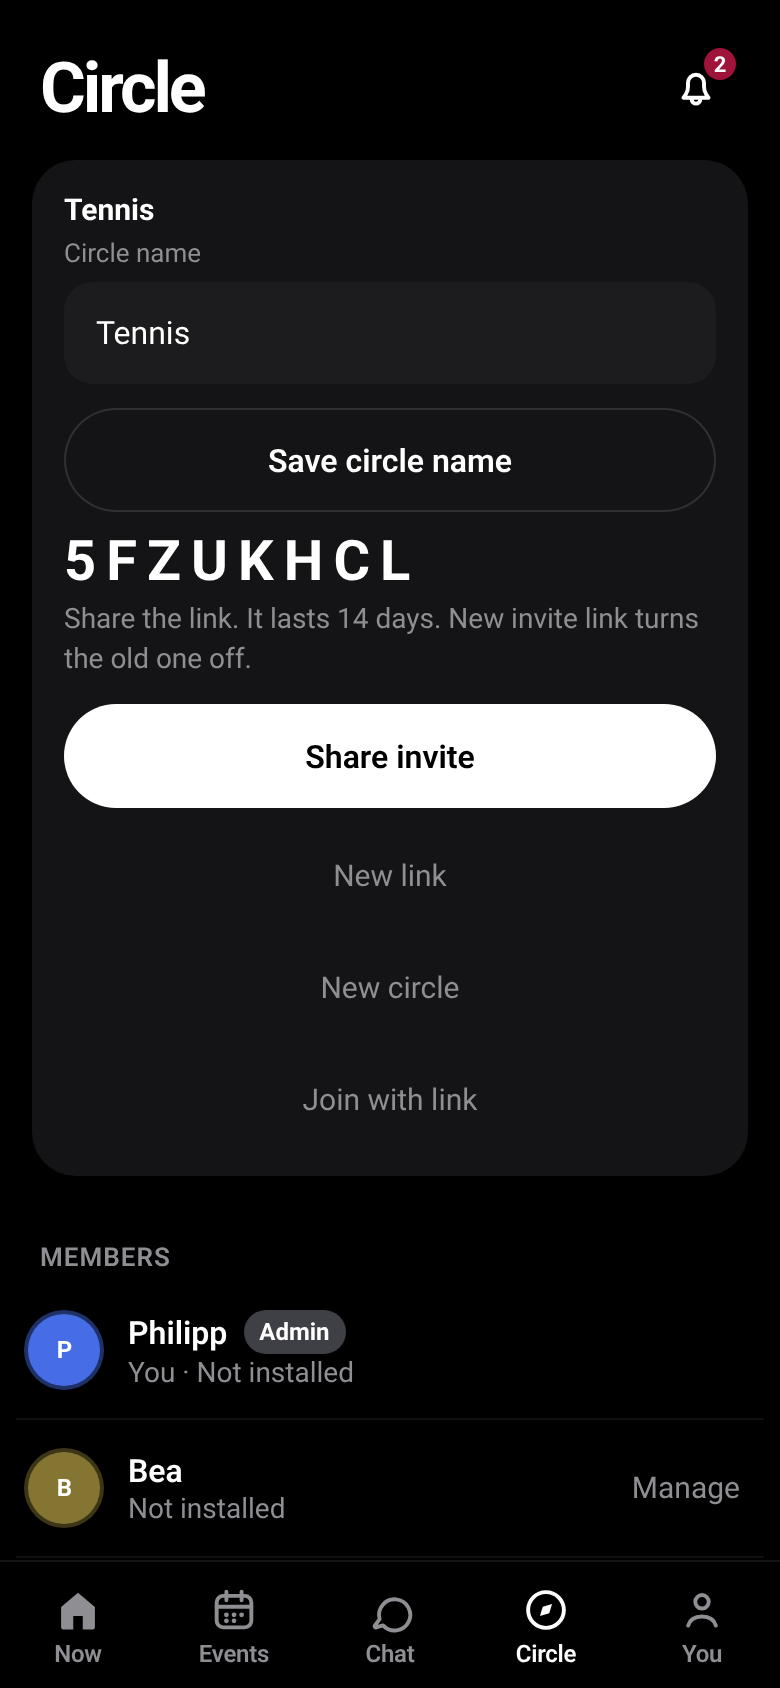 Circle
2
Tennis
Circle name
Tennis
Save circle name
5FZUKHCL
Share the link. It lasts 14 days. New invite link turns
the old one off.
Share invite
New link
New circle
Join with link
MEMBERS
P
Philipp Admin
You · Not installed
B
Bea
Not installed
Manage
Now Events Chat Circle You